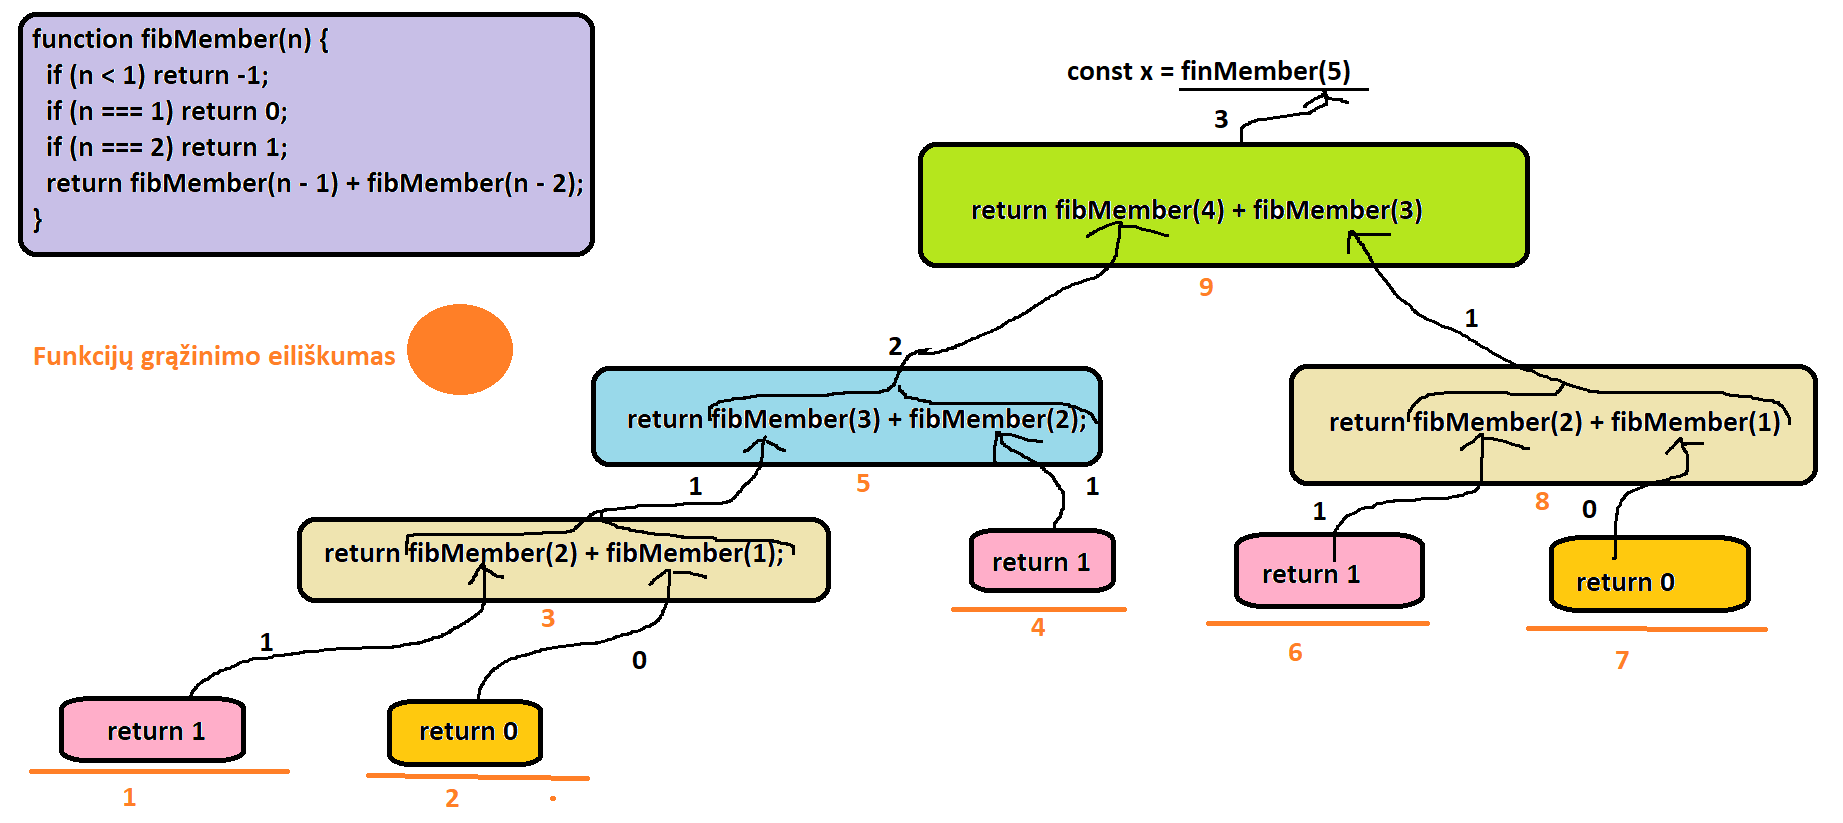 function fibMember(n) {
if (n < 1) return -1;
if (n === 1) return 0;
if (n === 2) return 1;
return fibMember(n - 1) + fibMember(n - 2);
}
const x = finMember(5)
3
return fibMember(4) + fibMember(3)
9
Funkcijų grąžinimo eiliškumas
2
1
return fibMember(3) + fibMember(2);
5
return fibMember(2) + fibMember(1)
8
1
1
1
0
return fibMember(2) + fibMember(1);
3
return 1
4
return 1
6
return 0
7
1
0
return 1
1
return 0
2